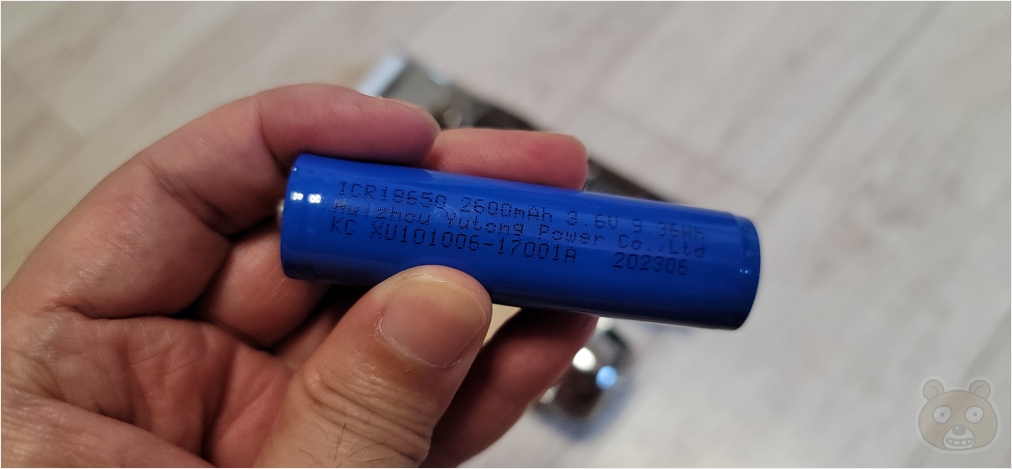 ICR18650 2600mAh 3.6V 9.36Wh
Huizhou Yutong Power Co.,Ltd
KC XU101006-17001A 202306